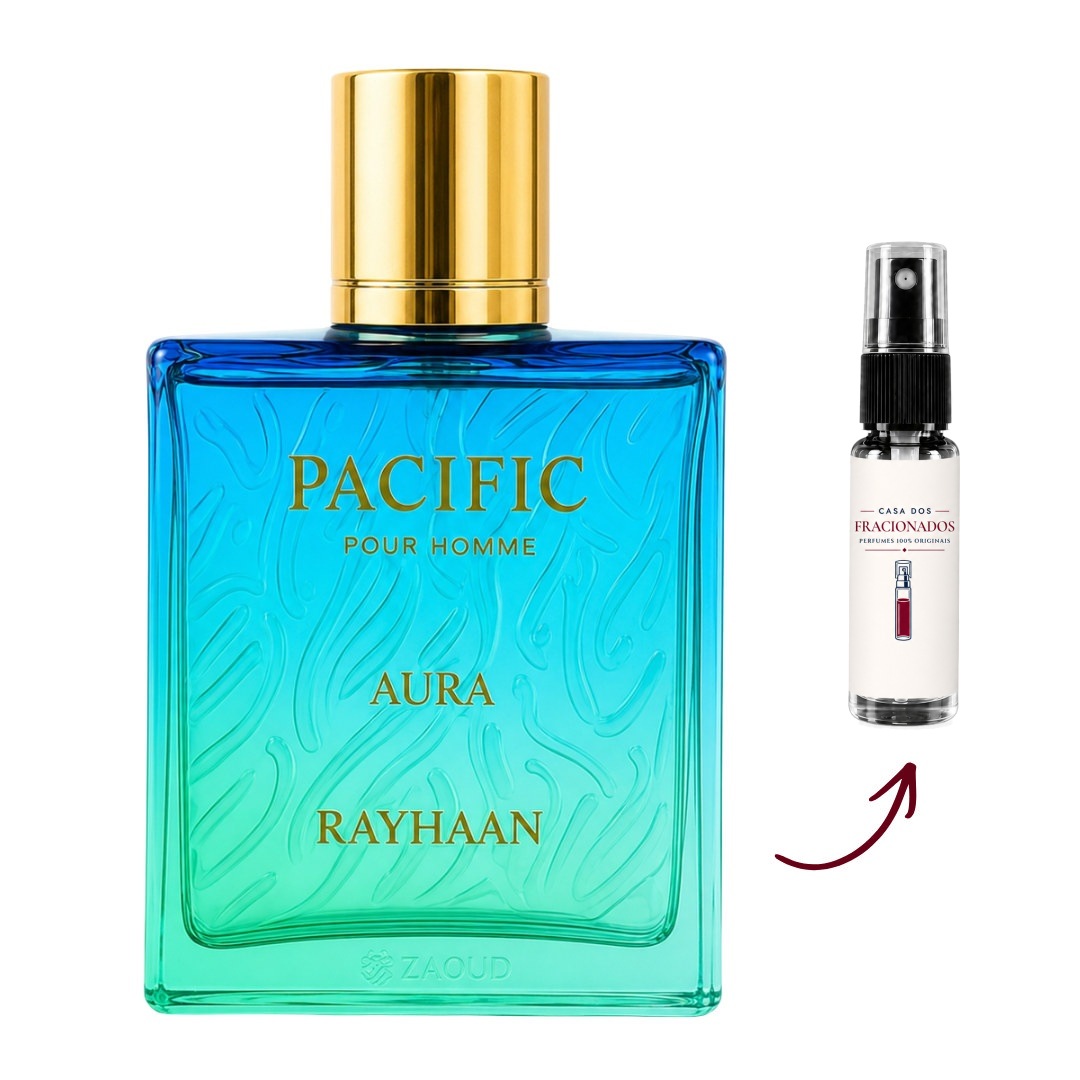 PACIFIC
POUR HOMME
AURA
RAYHAAN
ZAOUD
CASA DOS
FRACIONADOS
PERFUMES 100% ORIGINAIS